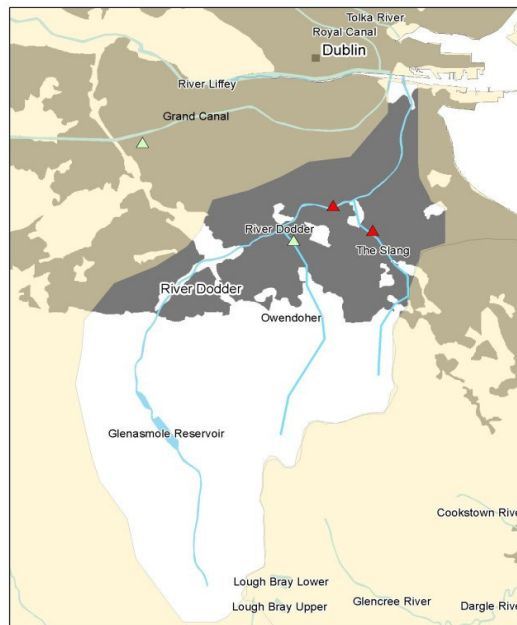 Tolka River
Royal Canal
Dublin
River Liffey
Grand Canal
River Dodder
The Slang
River Dodder
Owendoher
Glenasmole Reservoir
Cookstown Rive
Lough Bray Lower
Glencree River
Dargle Rive
Lough Bray Upper